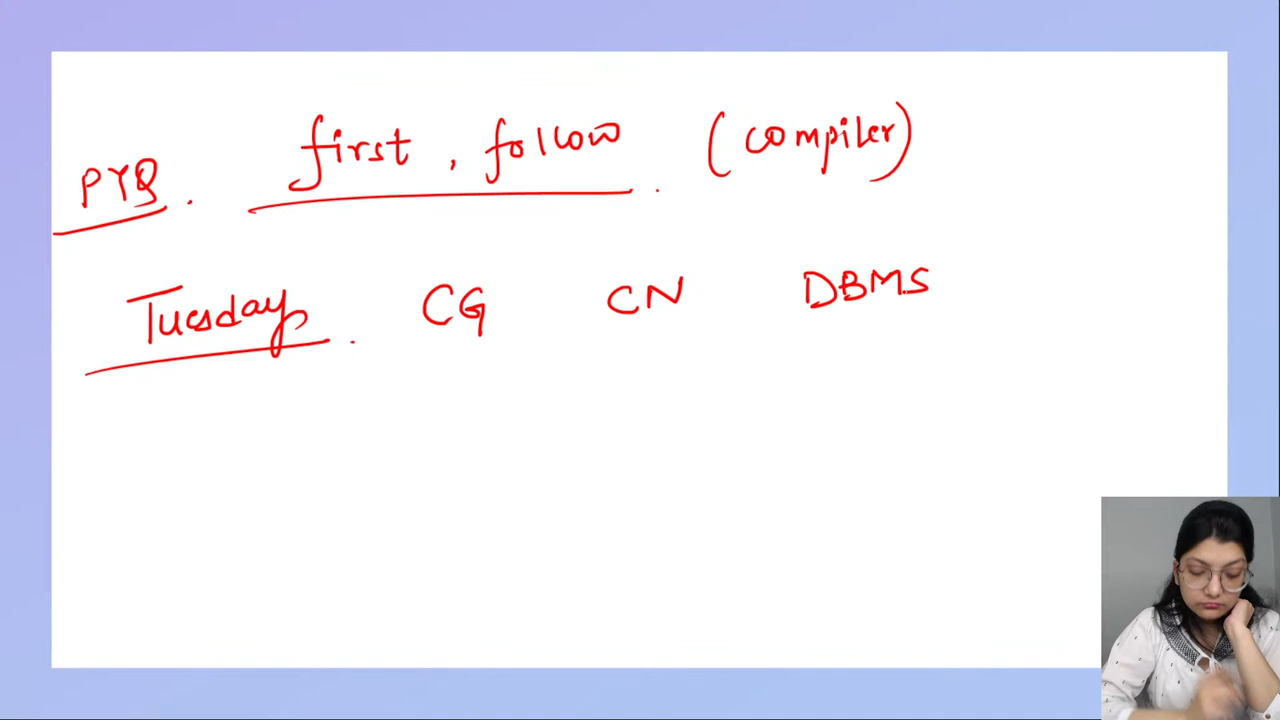 PYQ. first, follow. (compiler)
Tuesday. CG CN DBMS